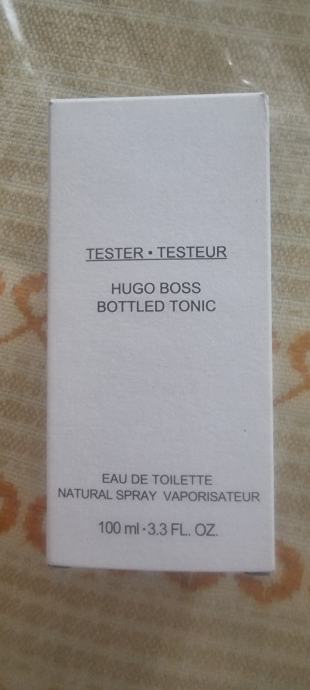 TESTER • TESTEUR
HUGO BOSS
BOTTLED TONIC
EAU DE TOILETTE
NATURAL SPRAY VAPORISATEUR
100 ml · 3.3 FL. OZ.